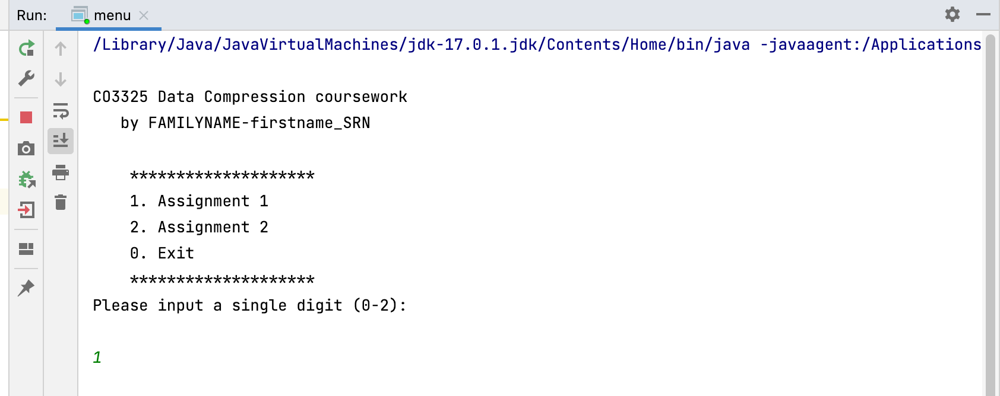 Run: menu
/Library/Java/JavaVirtualMachines/jdk-17.0.1.jdk/Contents/Home/bin/java -javaagent:/Applications
CO3325 Data Compression coursework
by FAMILYNAME-firstname_SRN
********************
1. Assignment 1
2. Assignment 2
0. Exit
********************
Please input a single digit (0-2):
1